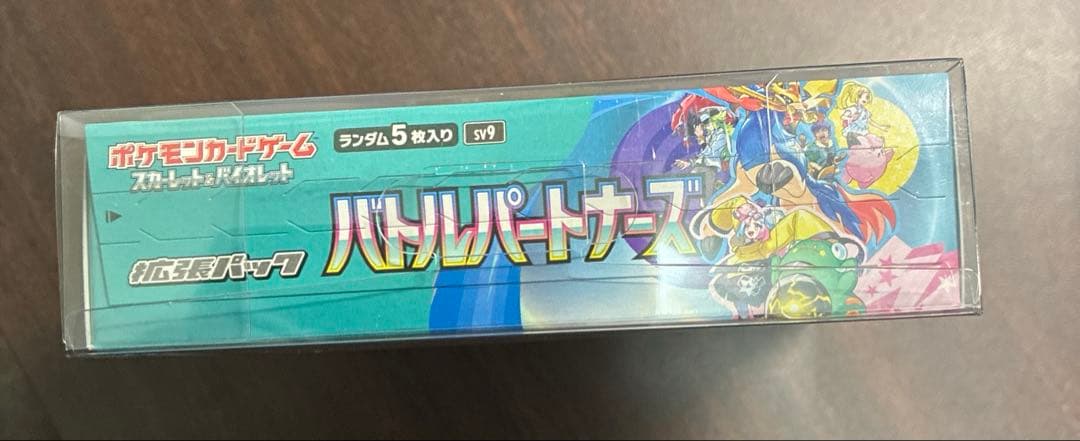 ポケモンカードゲーム
スカーレット&バイオレット
ランダム5枚入り
SV9
拡張パック
バトルパートナーズ